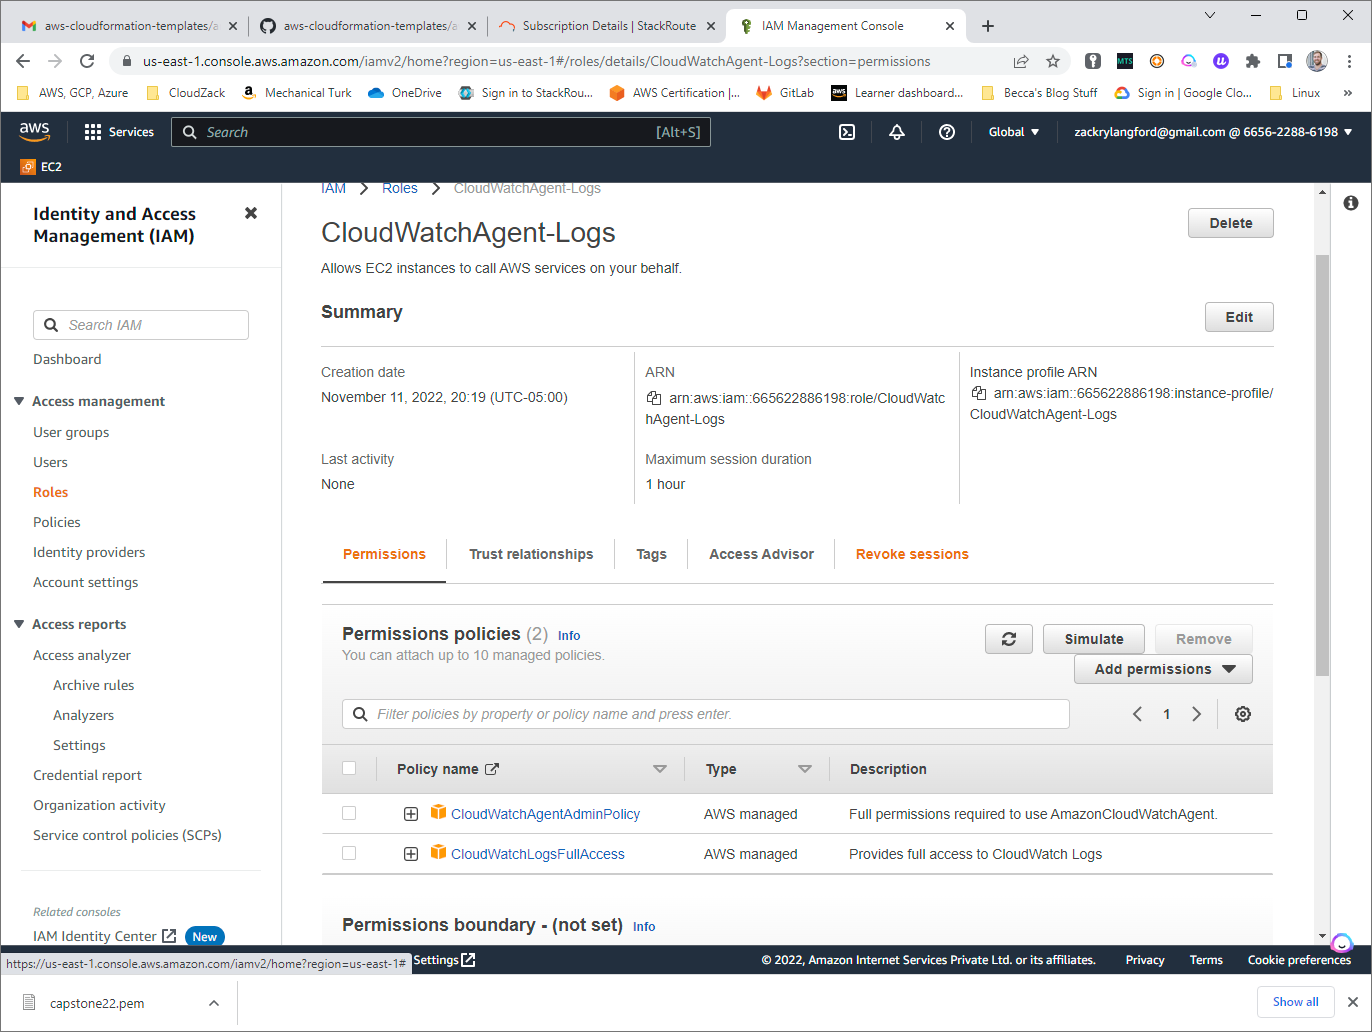 aws-cloudformation-templates/a
aws-cloudformation-templates/a
Subscription Details | StackRoute
IAM Management Console
us-east-1.console.aws.amazon.com/iamv2/home?region=us-east-1#/roles/details/CloudWatchAgent-Logs?section=permissions
MTS
AWS, GCP, Azure
CloudZack
Mechanical Turk
OneDrive
Sign in to StackRou...
AWS Certification |...
GitLab
Learner dashboard...
Becca's Blog Stuff
Sign in | Google Clo...
Linux
»
aws
Services
Search
[Alt+S]
Global
zackrylangford@gmail.com @ 6656-2288-6198
EC2
Identity and Access
Management (IAM)
Search IAM
Dashboard
Access management
User groups
Users
Roles
Policies
Identity providers
Account settings
Access reports
Access analyzer
Archive rules
Analyzers
Settings
Credential report
Organization activity
Service control policies (SCPs)
Related consoles
IAM Identity Center
New
IAM > Roles > CloudWatchAgent-Logs
CloudWatchAgent-Logs
Delete
Allows EC2 instances to call AWS services on your behalf.
Summary
Edit
Creation date
November 11, 2022, 20:19 (UTC-05:00)
Last activity
None
ARN
arn:aws:iam::665622886198:role/CloudWatc
hAgent-Logs
Maximum session duration
1 hour
Instance profile ARN
arn:aws:iam::665622886198:instance-profile/
CloudWatchAgent-Logs
Permissions
Trust relationships
Tags
Access Advisor
Revoke sessions
Permissions policies (2) Info
You can attach up to 10 managed policies.
Simulate
Remove
Add permissions
Filter policies by property or policy name and press enter.
1
Policy name
Type
Description
CloudWatchAgentAdminPolicy
AWS managed
Full permissions required to use AmazonCloudWatchAgent.
CloudWatchLogsFullAccess
AWS managed
Provides full access to CloudWatch Logs
Permissions boundary - (not set) Info
https://us-east-1.console.aws.amazon.com/iamv2/home?region=us-east-1#
Settings
© 2022, Amazon Internet Services Private Ltd. or its affiliates.
Privacy
Terms
Cookie preferences
capstone22.pem
Show all